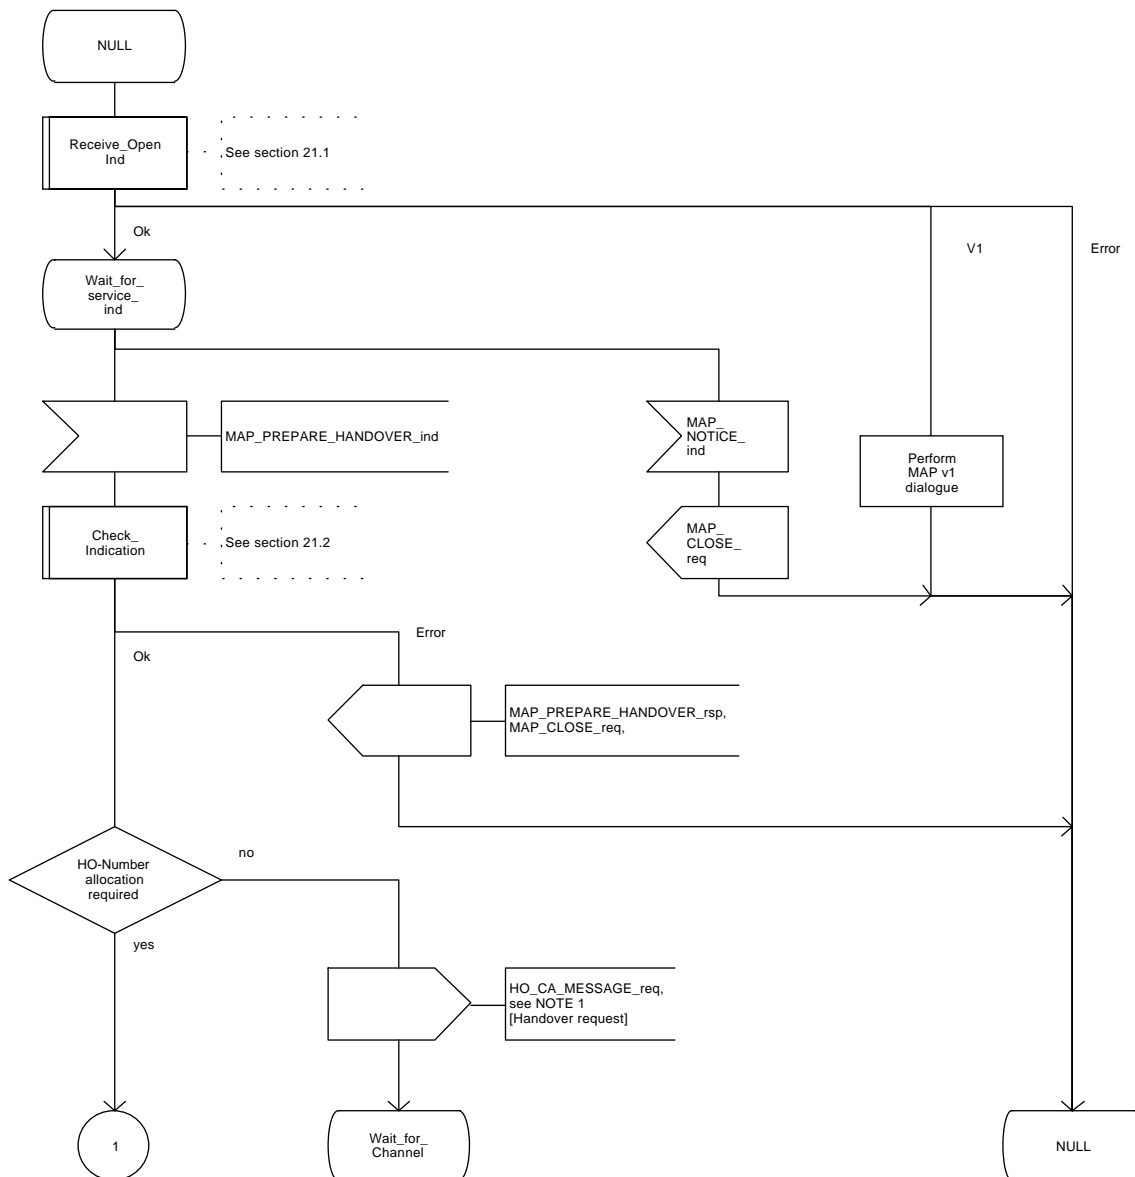 NULL
Receive_Open
Ind
See section 21.1
Ok
V1
Error
Wait_for_
service_
ind
MAP_PREPARE_HANDOVER_ind
MAP_
NOTICE_
ind
Perform
MAP v1
dialogue
Check_
Indication
See section 21.2
MAP_
CLOSE_
req
Error
Ok
MAP_PREPARE_HANDOVER_rsp,
MAP_CLOSE_req,
HO-Number
allocation
required
no
yes
HO_CA_MESSAGE_req,
see NOTE 1
[Handover request]
1
Wait_for_
Channel
NULL